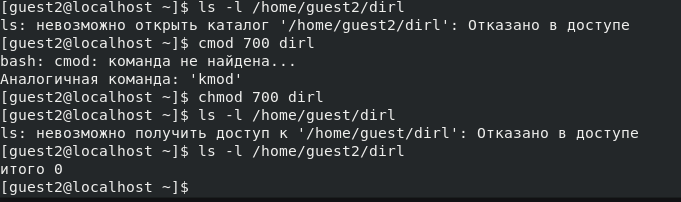 [guest2@localhost ~]$ ls -l /home/guest2/dirl
ls: невозможно открыть каталог '/home/guest2/dirl': Отказано в доступе
[guest2@localhost ~]$ cmod 700 dirl
bash: cmod: команда не найдена...
Аналогичная команда: 'kmod'
[guest2@localhost ~]$ chmod 700 dirl
[guest2@localhost ~]$ ls -l /home/guest/dirl
ls: невозможно получить доступ к '/home/guest/dirl': Отказано в доступе
[guest2@localhost ~]$ ls -l /home/guest2/dirl
итого 0
[guest2@localhost ~]$